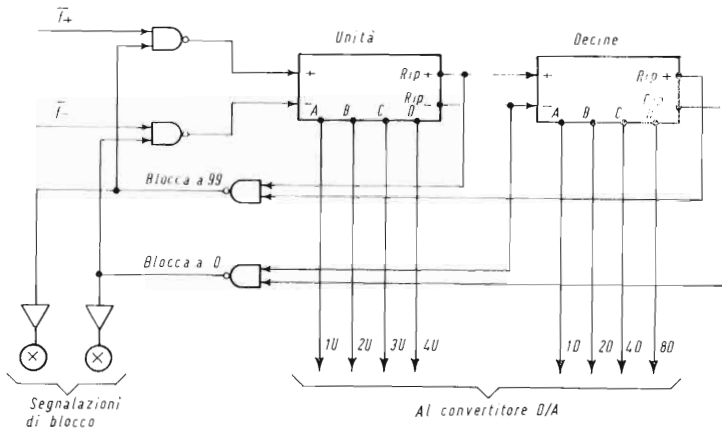 f+
Unità
Decine
+
Rip +
+
Rip +
−
Rip −
−
f−
A B C D
A B C
Blocca a 99
Blocca a 0
1U 2U 3U 4U
1D 2D 4D 8D
Segnalazioni
di blocco
Al convertitore D/A